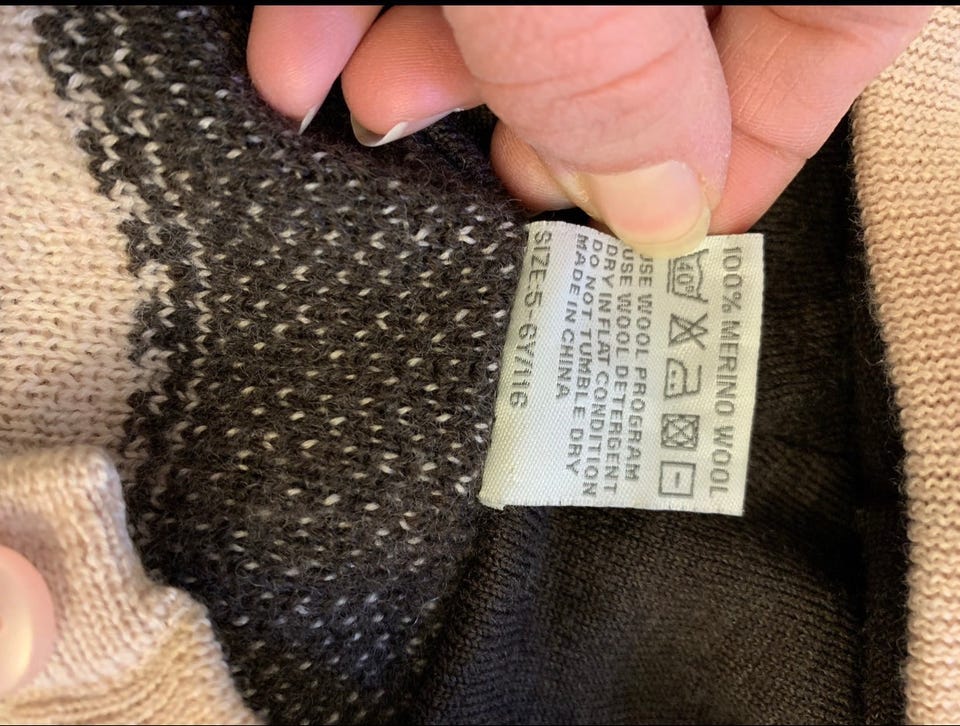 100% MERINO WOOL
40°
USE WOOL PROGRAM
USE WOOL DETERGENT
DRY IN FLAT CONDITION
DO NOT TUMBLE DRY
MADE IN CHINA
SIZE:5-6Y/116